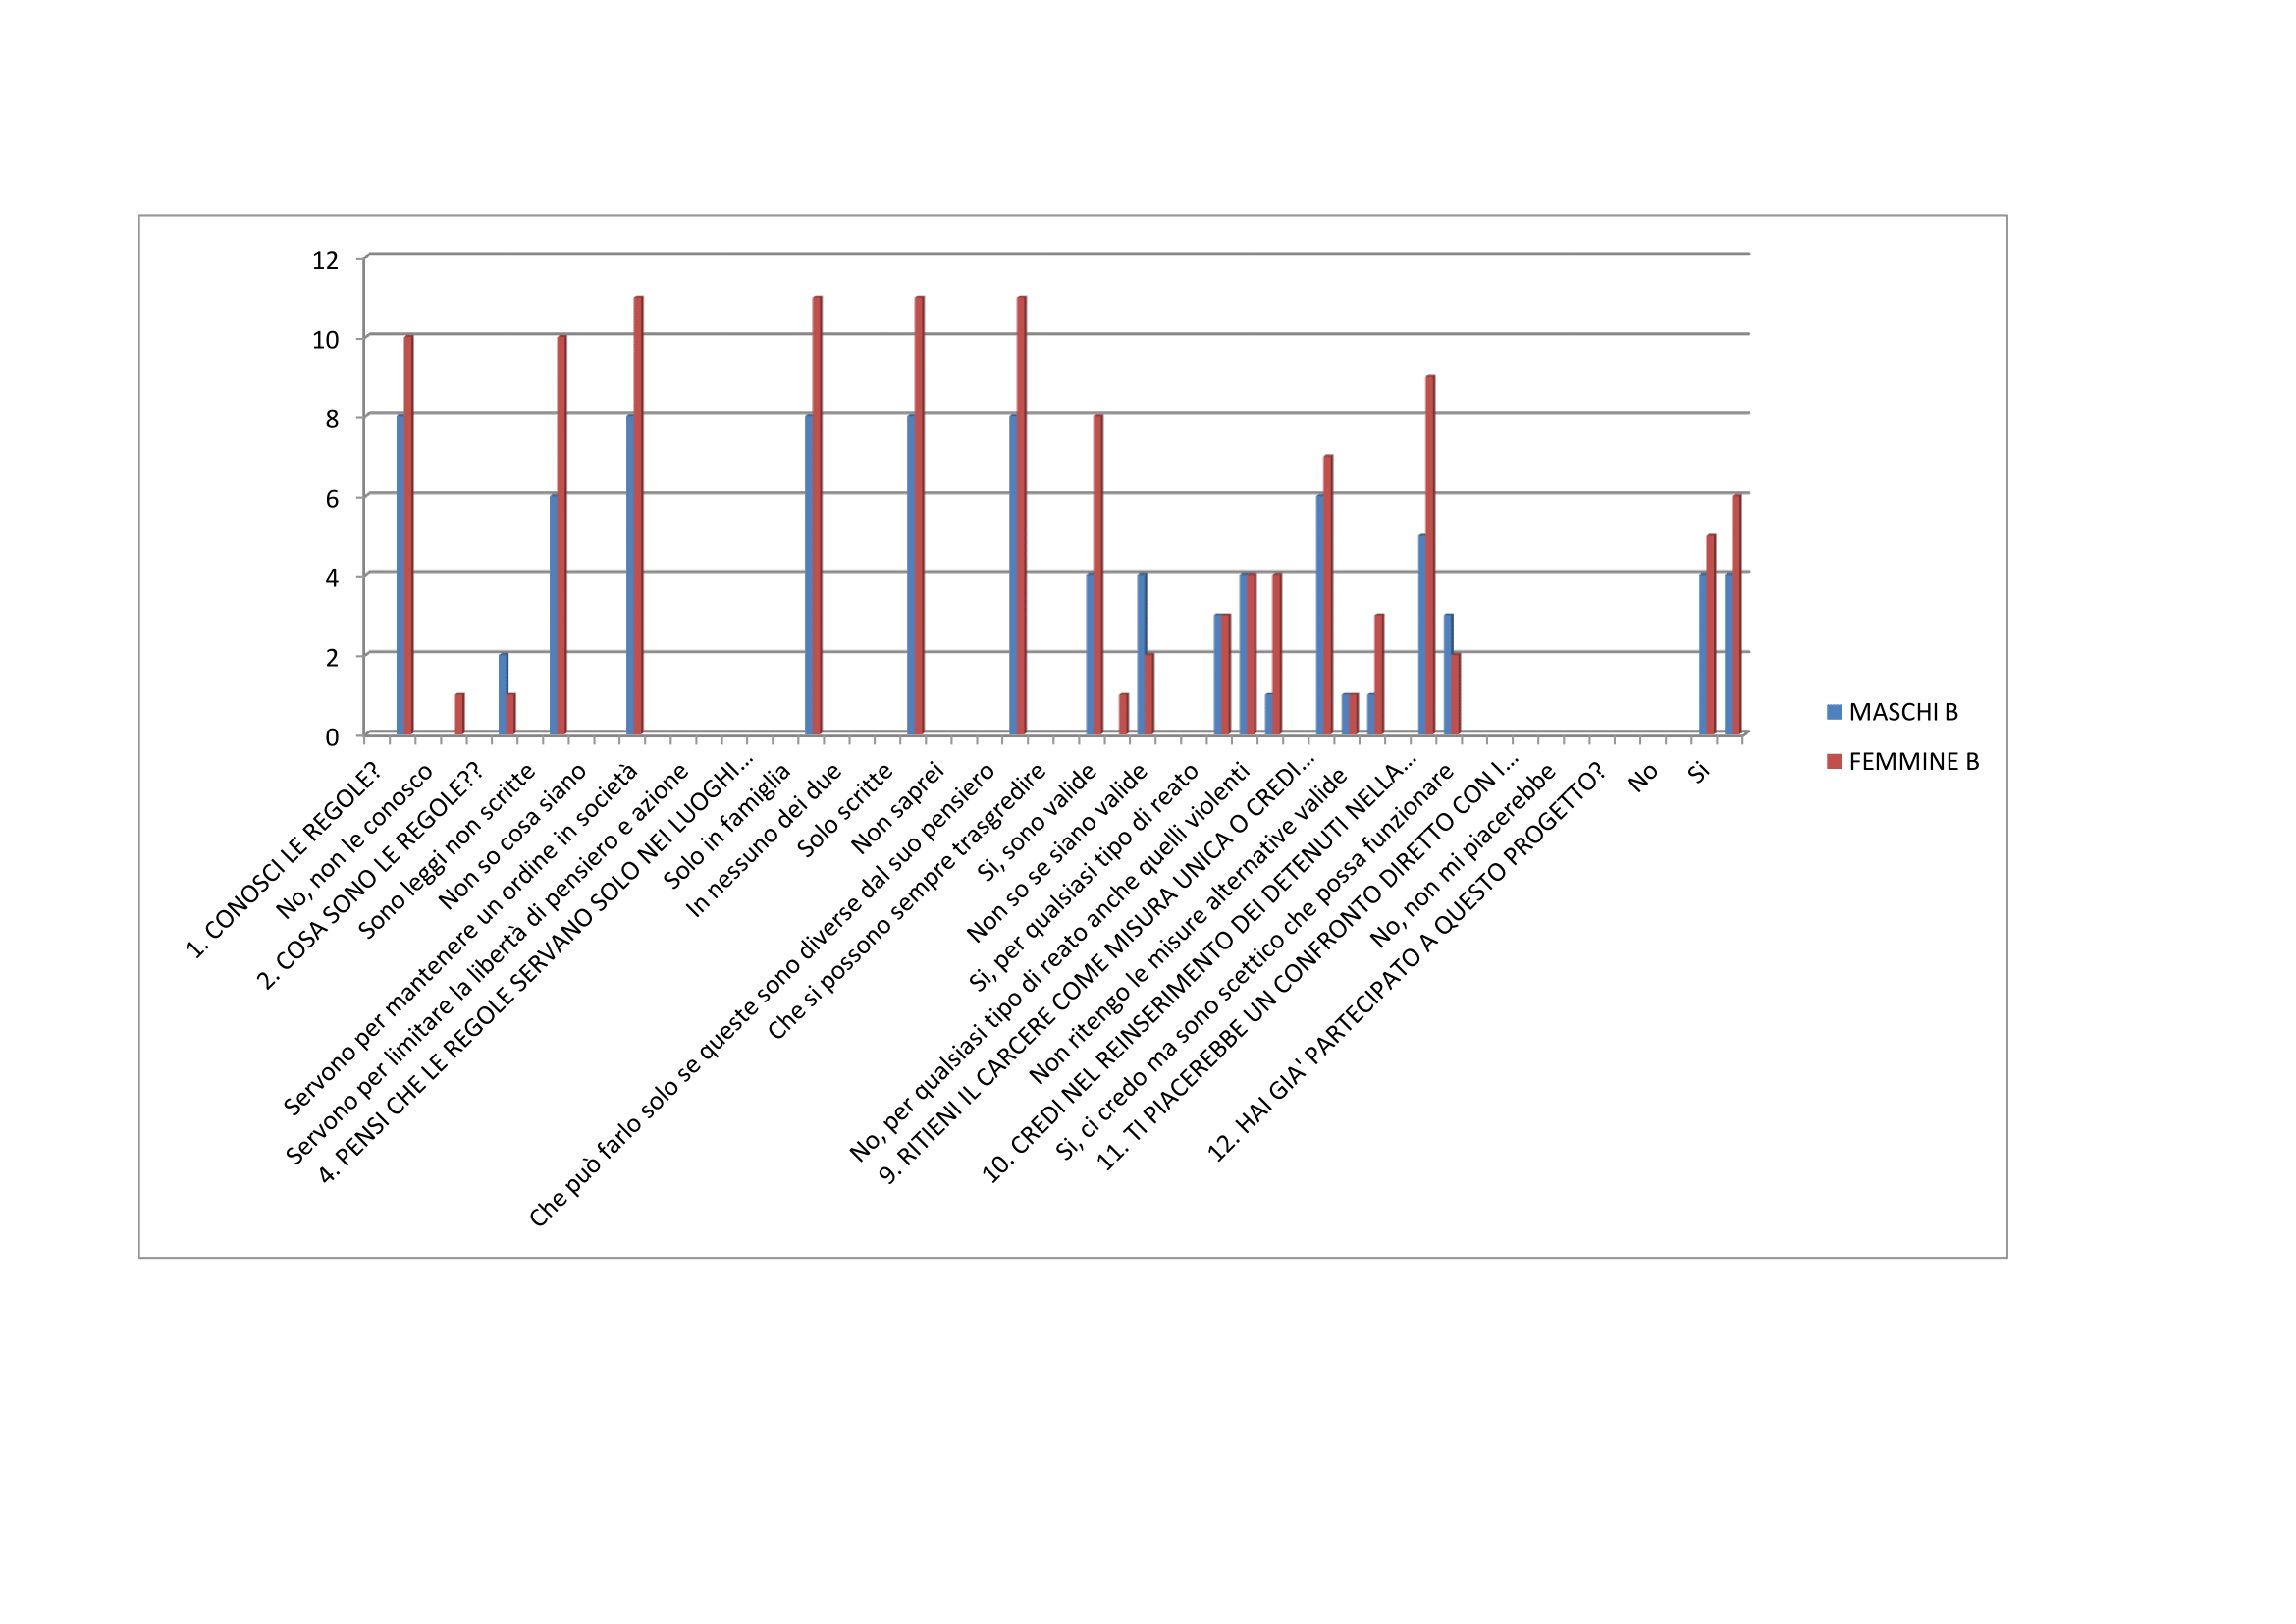 12
10
8
6
4
2
0
1. CONOSCI LE REGOLE?
No, non le conosco
2. COSA SONO LE REGOLE??
Sono leggi non scritte
Non so cosa siano
Servono per mantenere un ordine in società
Servono per limitare la libertà di pensiero e azione
4. PENSI CHE LE REGOLE SERVANO SOLO NEI LUOGHI…
Solo in famiglia
In nessuno dei due
Solo scritte
Non saprei
Che può farlo solo se queste sono diverse dal suo pensiero
Che si possono sempre trasgredire
Si, sono valide
Non so se siano valide
Si, per qualsiasi tipo di reato
No, per qualsiasi tipo di reato anche quelli violenti
9. RITIENI IL CARCERE COME MISURA UNICA O CREDI…
Non ritengo le misure alternative valide
10. CREDI NEL REINSERIMENTO DEI DETENUTI NELLA…
Si, ci credo ma sono scettico che possa funzionare
11. TI PIACEREBBE UN CONFRONTO DIRETTO CON I…
No, non mi piacerebbe
12. HAI GIA' PARTECIPATO A QUESTO PROGETTO?
No
Si
MASCHI B
FEMMINE B